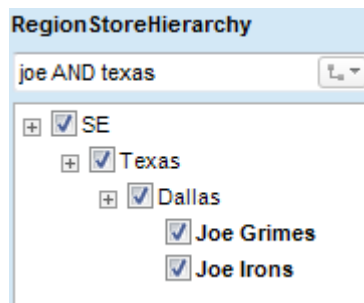 RegionStoreHierarchy
joe AND texas
SE
Texas
Dallas
Joe Grimes
Joe Irons